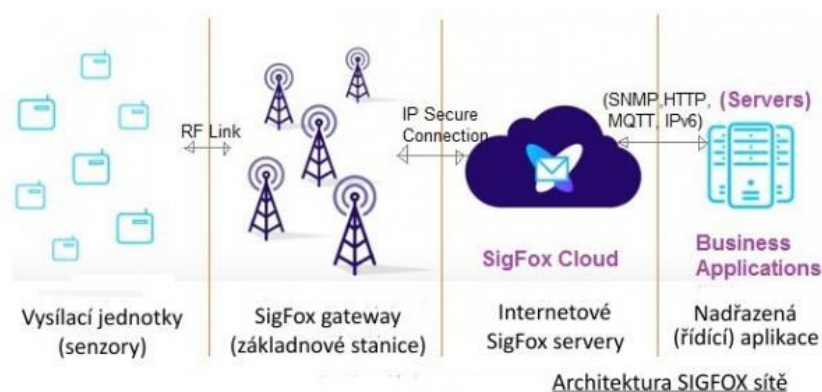 RF Link
IP Secure
Connection
(SNMP,HTTP,
MQTT, IPv6)
(Servers)
SigFox Cloud
Business
Applications
Vysílací jednotky
(senzory)
SigFox gateway
(základnové stanice)
Internetové
SigFox servery
Nadřazená
(řídící) aplikace
Architektura SIGFOX sítě